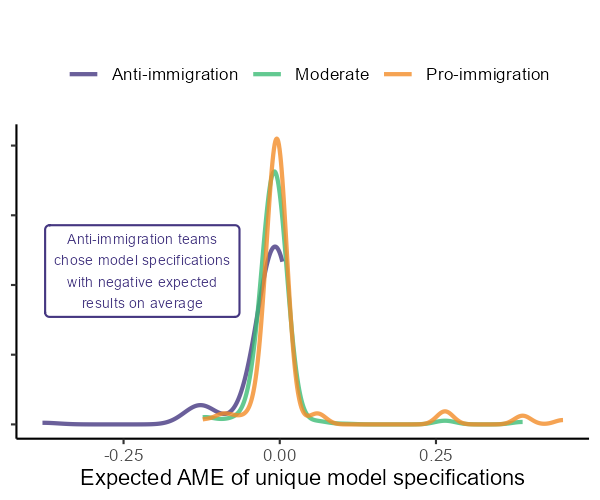 Anti-immigration Moderate Pro-immigration
Anti-immigration teams
chose model specifications
with negative expected
results on average
-0.25 0.00 0.25
Expected AME of unique model specifications